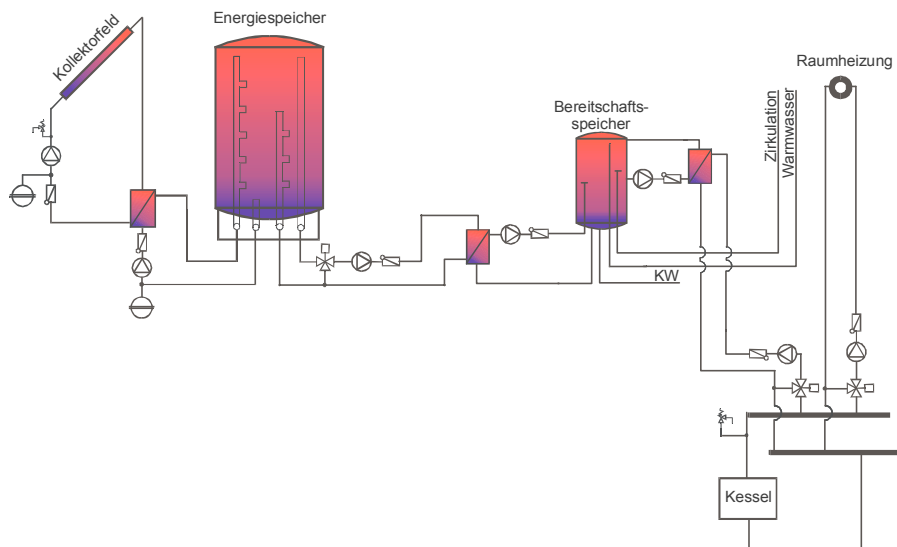 Energiespeicher
Kollektorfeld
Raumheizung
Bereitschafts-
speicher
Zirkulation
Warmwasser
KW
Kessel